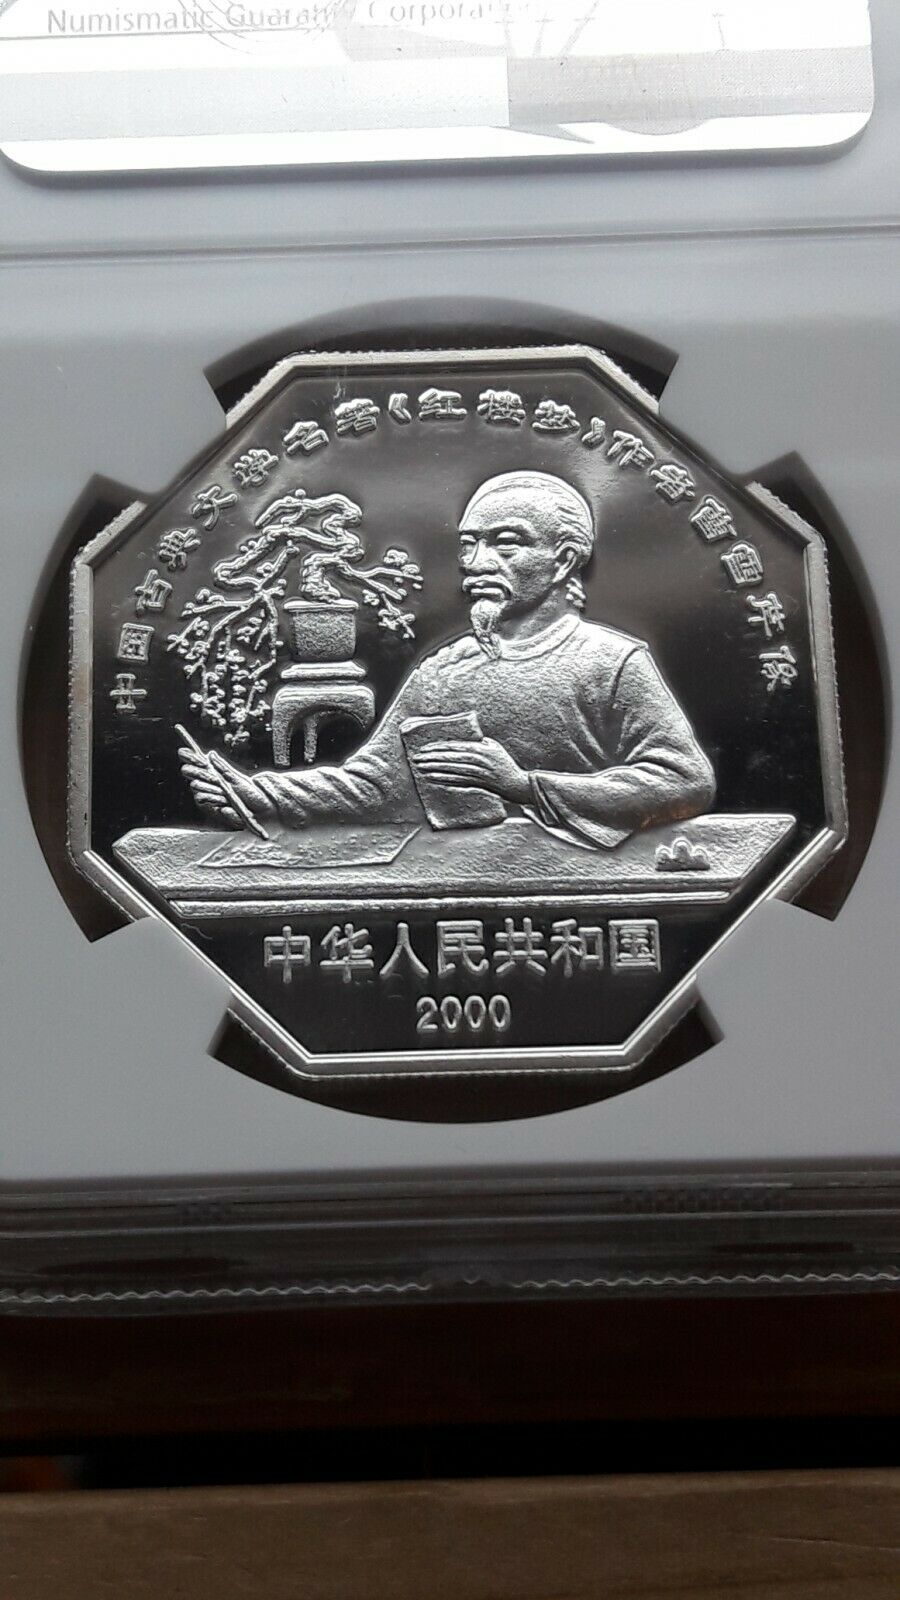 Numismatic Guaranty Corporation
中国古典文学名著《红楼梦》作者曹雪芹像
中华人民共和国
2000